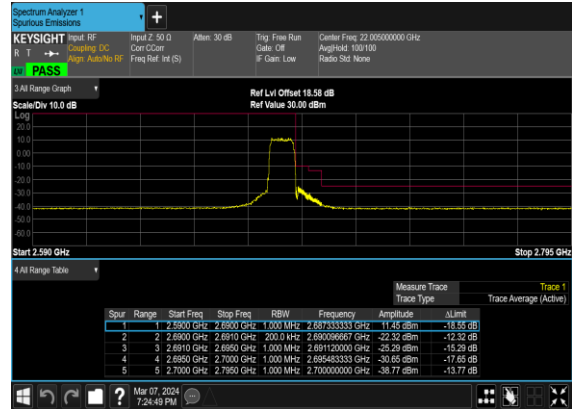 Spectrum Analyzer 1
Spurious Emissions
+
KEYSIGHT Input: RF Input Z: 50 Ω Atten: 30 dB Trig: Free Run Center Freq: 22.005000000 GHz
R T Coupling: DC Corr CCorr Gate: Off Avg|Hold: 100/100
Align: Auto/No RF Freq Ref: Int (S) IF Gain: Low Radio Std: None
PASS
3 All Range Graph
Ref Lvl Offset 18.58 dB
Scale/Div 10.0 dB Ref Value 30.00 dBm
Log
20.0
10.0
0.00
-10.0
-20.0
-30.0
-40.0
-50.0
-60.0
Start 2.590 GHz Stop 2.795 GHz
4 All Range Table
Measure Trace Trace 1
Trace Type Trace Average (Active)
Spur Range Start Freq Stop Freq RBW Frequency Amplitude ΔLimit
1 1 2.5900 GHz 2.6900 GHz 1.000 MHz 2.687333333 GHz 11.45 dBm -18.55 dB
2 2 2.6900 GHz 2.6910 GHz 200.0 kHz 2.690096667 GHz -22.32 dBm -12.32 dB
3 3 2.6910 GHz 2.6950 GHz 1.000 MHz 2.691120000 GHz -25.29 dBm -15.29 dB
4 4 2.6950 GHz 2.7000 GHz 1.000 MHz 2.695483333 GHz -30.65 dBm -17.65 dB
5 5 2.7000 GHz 2.7950 GHz 1.000 MHz 2.700000000 GHz -38.77 dBm -13.77 dB
? Mar 07, 2024
7:24:49 PM